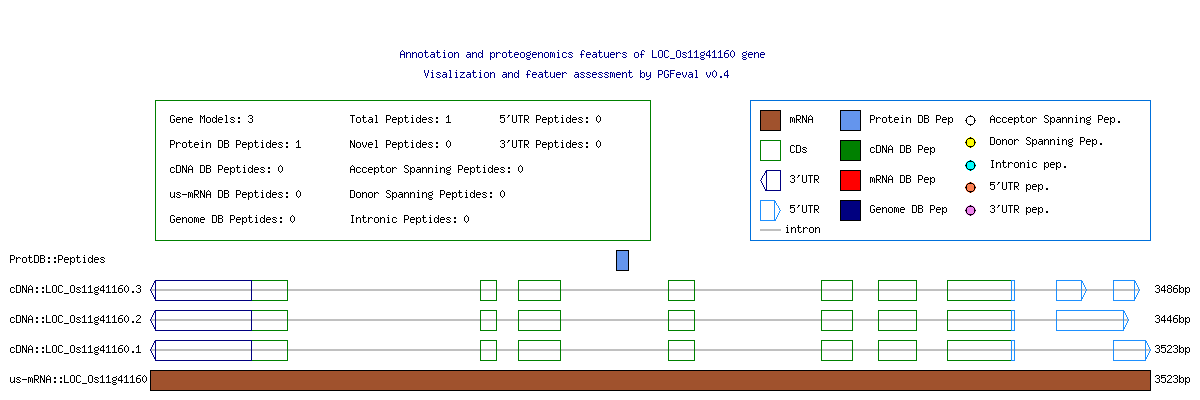 Annotation and proteogenomics featuers of LOC_Os11g41160 gene
Visalization and featuer assessment by PGFeval v0.4
Gene Models: 3 Total Peptides: 1 5'UTR Peptides: 0
Protein DB Peptides: 1 Novel Peptides: 0 3'UTR Peptides: 0
cDNA DB Peptides: 0 Acceptor Spanning Peptides: 0
us-mRNA DB Peptides: 0 Donor Spanning Peptides: 0
Genome DB Peptides: 0 Intronic Peptides: 0
mRNA Protein DB Pep Acceptor Spanning Pep.
CDs cDNA DB Pep Donor Spanning Pep.
3'UTR mRNA DB Pep Intronic pep.
5'UTR Genome DB Pep 5'UTR pep.
intron 3'UTR pep.
ProtDB::Peptides
cDNA::LOC_Os11g41160.3 3486bp
cDNA::LOC_Os11g41160.2 3446bp
cDNA::LOC_Os11g41160.1 3523bp
us-mRNA::LOC_Os11g41160 3523bp